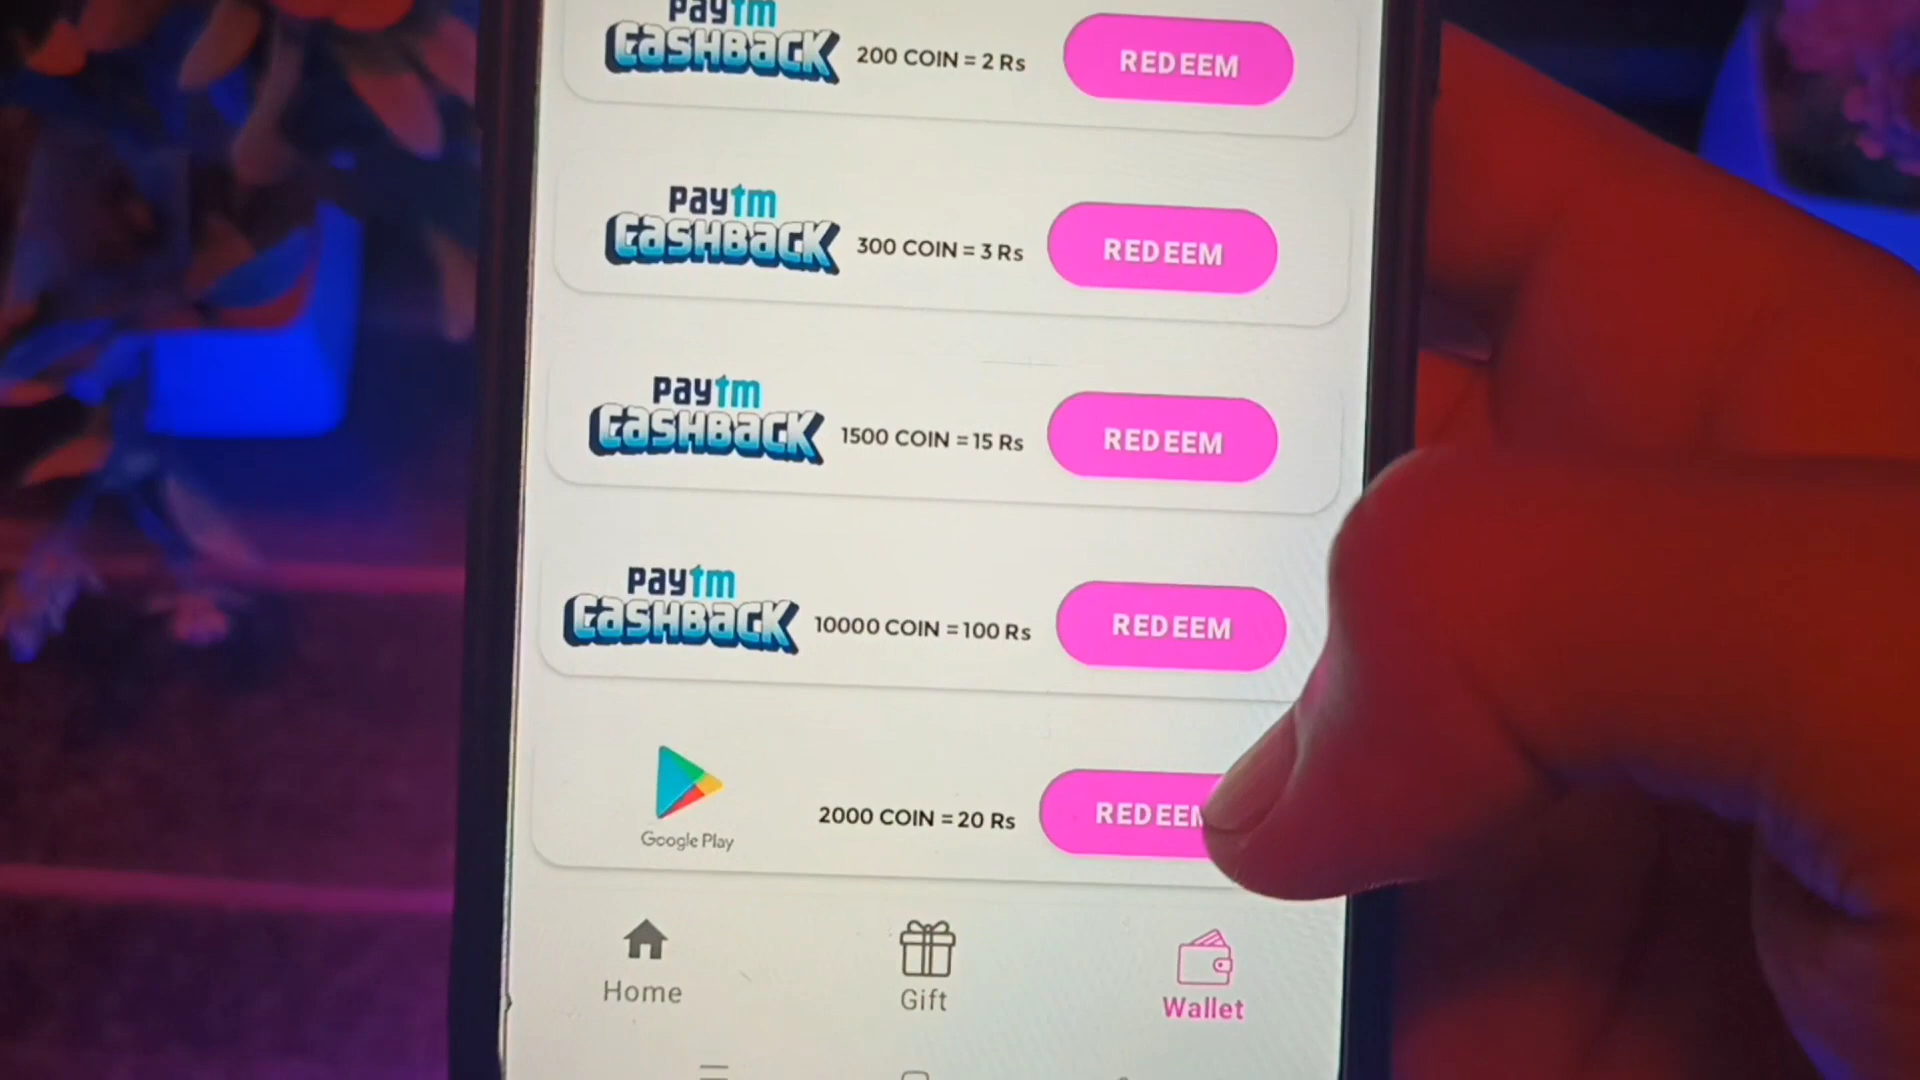 paytm
CASHBACK
200 COIN = 2 Rs
REDEEM
paytm
CASHBACK
300 COIN = 3 Rs
REDEEM
paytm
CASHBACK
1500 COIN = 15 Rs
REDEEM
paytm
CASHBACK
10000 COIN = 100 Rs
REDEEM
Google Play
2000 COIN = 20 Rs
REDEEM
Home
Gift
Wallet